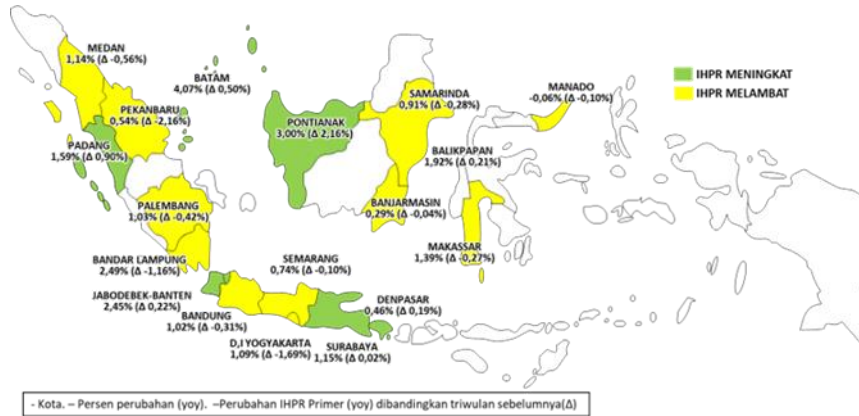 MEDAN
1,14% (Δ -0,56%)
BATAM
4,07% (Δ 0,50%)
PEKANBARU
0,54% (Δ -2,16%)
PADANG
1,59% (Δ 0,90%)
PALEMBANG
1,03% (Δ -0,42%)
BANDAR LAMPUNG
2,49% (Δ -1,16%)
JABODEBEK-BANTEN
2,45% (Δ 0,22%)
BANDUNG
1,02% (Δ -0,31%)
SEMARANG
0,74% (Δ -0,10%)
D,I YOGYAKARTA
1,09% (Δ -1,69%)
SURABAYA
1,15% (Δ 0,02%)
DENPASAR
0,46% (Δ 0,19%)
PONTIANAK
3,00% (Δ 2,16%)
SAMARINDA
0,91% (Δ -0,28%)
BALIKPAPAN
1,92% (Δ 0,21%)
BANJARMASIN
0,29% (Δ -0,04%)
MAKASSAR
1,39% (Δ -0,27%)
MANADO
-0,06% (Δ -0,10%)
IHPR MENINGKAT
IHPR MELAMBAT
- Kota. – Persen perubahan (yoy). –Perubahan IHPR Primer (yoy) dibandingkan triwulan sebelumnya(Δ)